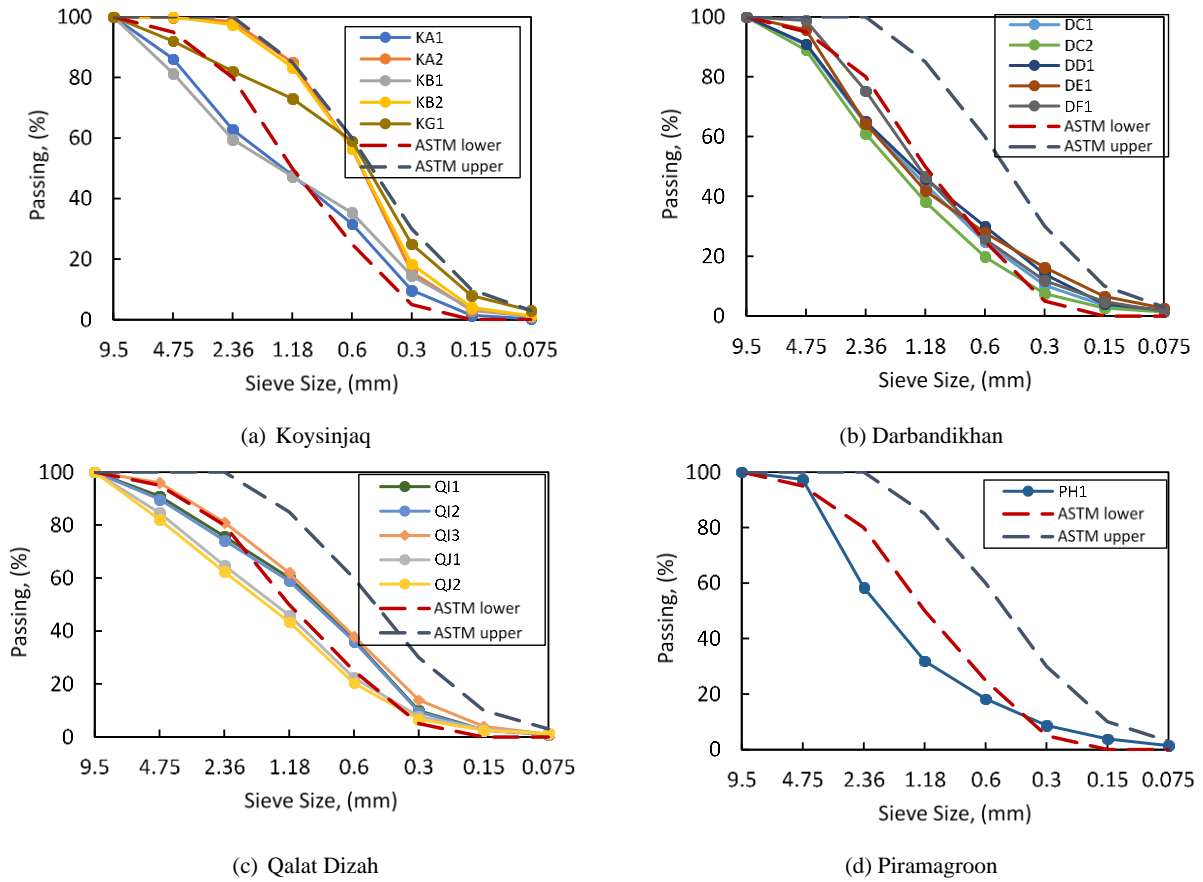 100
80
60
40
20
0
Passing, (%)
9.5 4.75 2.36 1.18 0.6 0.3 0.15 0.075
Sieve Size, (mm)
KA1
KA2
KB1
KB2
KG1
ASTM lower
ASTM upper
(a) Koysinjaq
100
80
60
40
20
0
Passing, (%)
9.5 4.75 2.36 1.18 0.6 0.3 0.15 0.075
Sieve Size, (mm)
DC1
DC2
DD1
DE1
DF1
ASTM lower
ASTM upper
(b) Darbandikhan
100
80
60
40
20
0
Passing, (%)
9.5 4.75 2.36 1.18 0.6 0.3 0.15 0.075
Sieve Size, (mm)
QI1
QI2
QI3
QJ1
QJ2
ASTM lower
ASTM upper
(c) Qalat Dizah
100
80
60
40
20
0
Passing, (%)
9.5 4.75 2.36 1.18 0.6 0.3 0.15 0.075
Sieve Size, (mm)
PH1
ASTM lower
ASTM upper
(d) Piramagroon